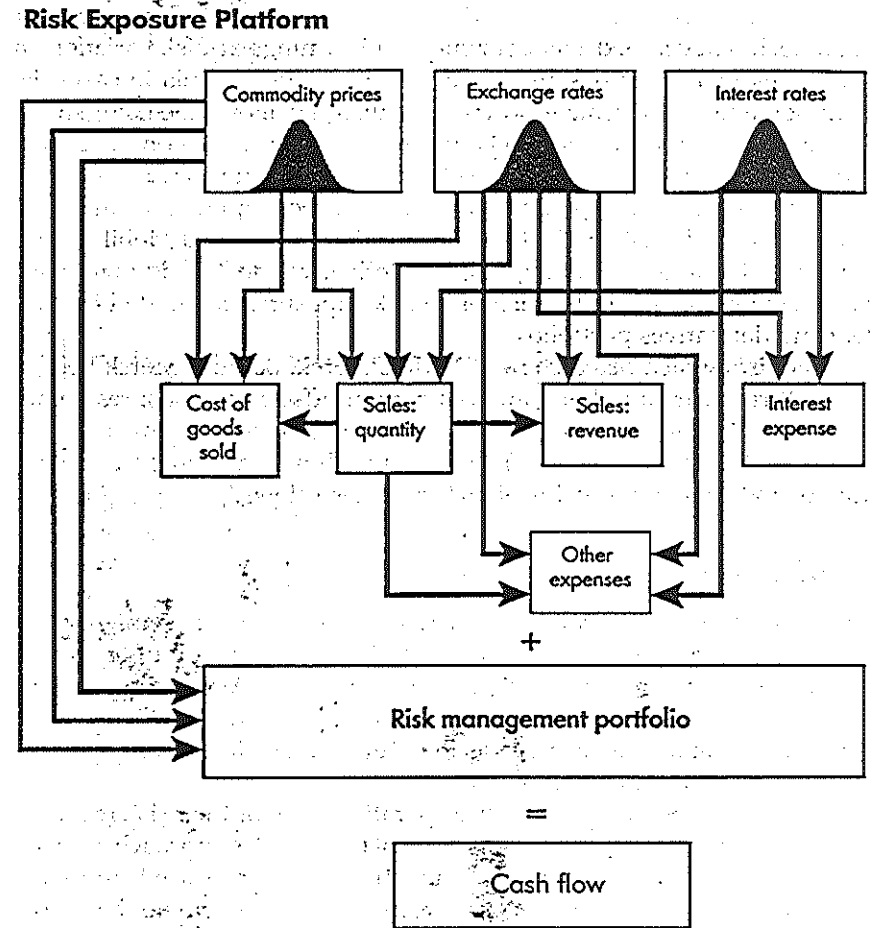 Risk Exposure Platform
Commodity prices
Exchange rates
Interest rates
Cost of
goods
sold
Sales:
quantity
Sales:
revenue
Interest
expense
Other
expenses
+
Risk management portfolio
=
Cash flow